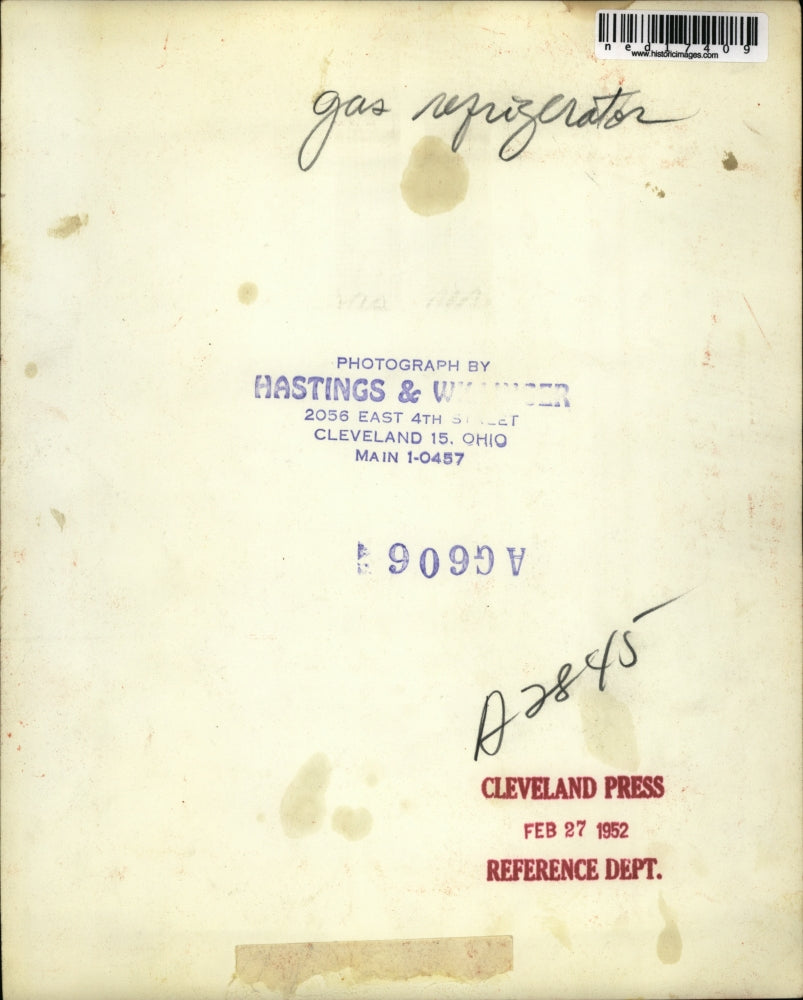 ned17409
www.historicimages.com
gas refrigerator
PHOTOGRAPH BY
HASTINGS &
2056 EAST 4TH
CLEVELAND 15, OHIO
MAIN 1-0457
AG606
A2845
CLEVELAND PRESS
FEB 27 1952
REFERENCE DEPT.